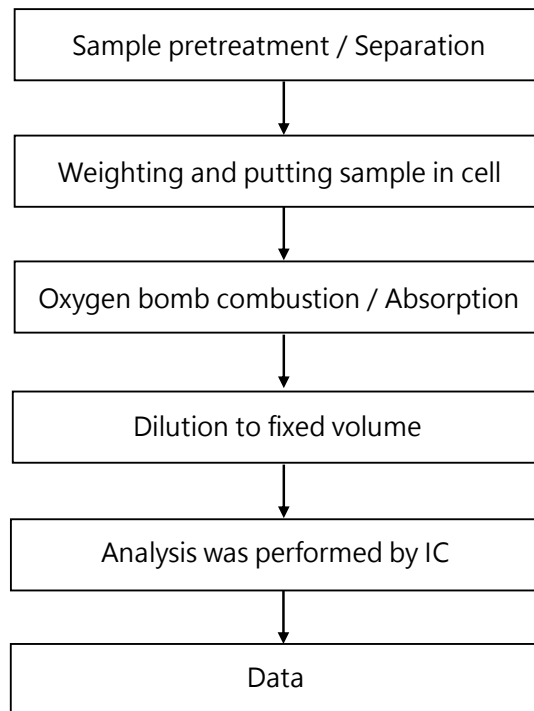 Sample pretreatment / Separation
Weighting and putting sample in cell
Oxygen bomb combustion / Absorption
Dilution to fixed volume
Analysis was performed by IC
Data